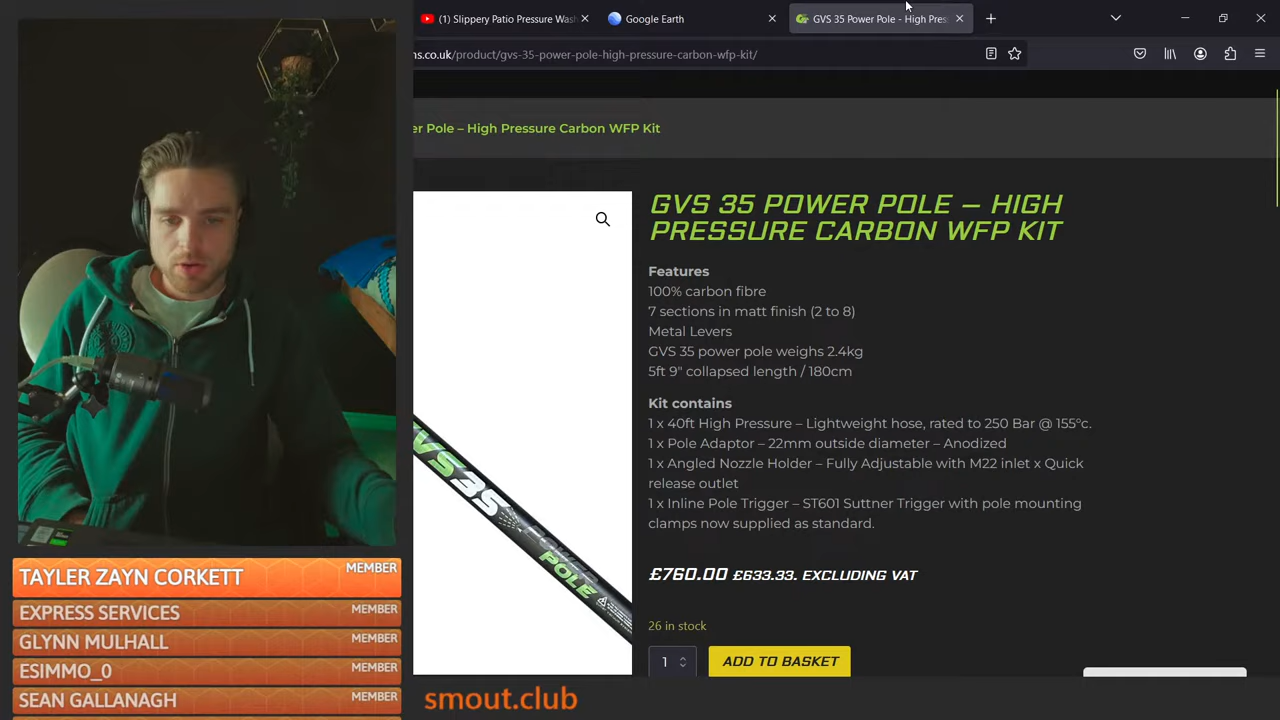 (1) Slippery Patio Pressure Was
Google Earth
GVS 35 Power Pole - High Pres
ns.co.uk/product/gvs-35-power-pole-high-pressure-carbon-wfp-kit/
er Pole – High Pressure Carbon WFP Kit
GVS 35 POWER POLE – HIGH
PRESSURE CARBON WFP KIT
Features
100% carbon fibre
7 sections in matt finish (2 to 8)
Metal Levers
GVS 35 power pole weighs 2.4kg
5ft 9" collapsed length / 180cm
Kit contains
1 x 40ft High Pressure – Lightweight hose, rated to 250 Bar @ 155ºc.
1 x Pole Adaptor – 22mm outside diameter – Anodized
1 x Angled Nozzle Holder – Fully Adjustable with M22 inlet x Quick
release outlet
1 x Inline Pole Trigger – ST601 Suttner Trigger with pole mounting
clamps now supplied as standard.
£760.00 £633.33. EXCLUDING VAT
26 in stock
1
ADD TO BASKET
GVS35
POWER
POLE
TAYLER ZAYN CORKETT MEMBER
EXPRESS SERVICES MEMBER
GLYNN MULHALL MEMBER
ESIMMO_0 MEMBER
SEAN GALLANAGH MEMBER
smout.club